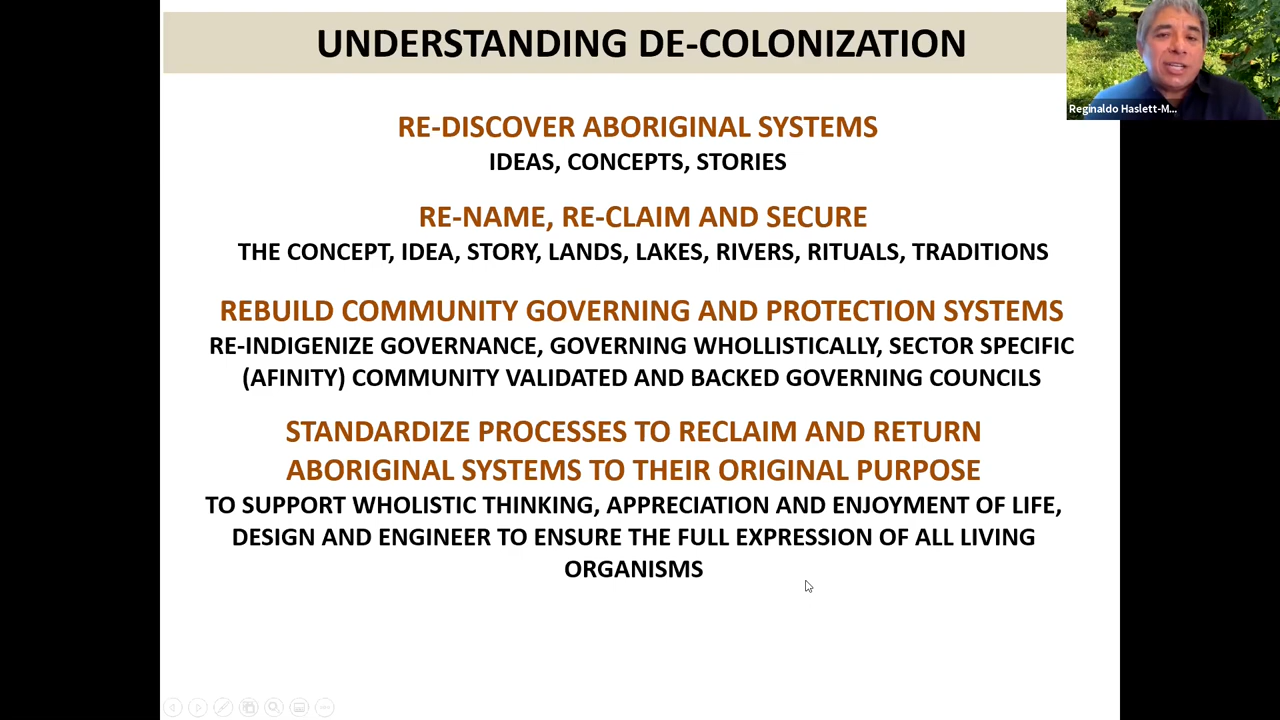 UNDERSTANDING DE-COLONIZATION
Reginaldo Haslett-M...
RE-DISCOVER ABORIGINAL SYSTEMS
IDEAS, CONCEPTS, STORIES
RE-NAME, RE-CLAIM AND SECURE
THE CONCEPT, IDEA, STORY, LANDS, LAKES, RIVERS, RITUALS, TRADITIONS
REBUILD COMMUNITY GOVERNING AND PROTECTION SYSTEMS
RE-INDIGENIZE GOVERNANCE, GOVERNING WHOLLISTICALLY, SECTOR SPECIFIC
(AFINITY) COMMUNITY VALIDATED AND BACKED GOVERNING COUNCILS
STANDARDIZE PROCESSES TO RECLAIM AND RETURN
ABORIGINAL SYSTEMS TO THEIR ORIGINAL PURPOSE
TO SUPPORT WHOLISTIC THINKING, APPRECIATION AND ENJOYMENT OF LIFE,
DESIGN AND ENGINEER TO ENSURE THE FULL EXPRESSION OF ALL LIVING
ORGANISMS